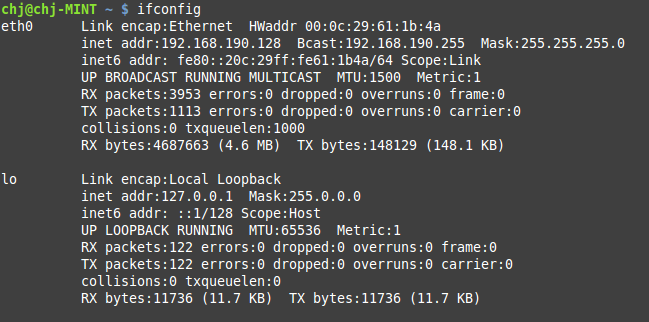 chj@chj-MINT ~ $ ifconfig
eth0      Link encap:Ethernet  HWaddr 00:0c:29:61:1b:4a
          inet addr:192.168.190.128  Bcast:192.168.190.255  Mask:255.255.255.0
          inet6 addr: fe80::20c:29ff:fe61:1b4a/64 Scope:Link
          UP BROADCAST RUNNING MULTICAST  MTU:1500  Metric:1
          RX packets:3953 errors:0 dropped:0 overruns:0 frame:0
          TX packets:1113 errors:0 dropped:0 overruns:0 carrier:0
          collisions:0 txqueuelen:1000
          RX bytes:4687663 (4.6 MB)  TX bytes:148129 (148.1 KB)

lo        Link encap:Local Loopback
          inet addr:127.0.0.1  Mask:255.0.0.0
          inet6 addr: ::1/128 Scope:Host
          UP LOOPBACK RUNNING  MTU:65536  Metric:1
          RX packets:122 errors:0 dropped:0 overruns:0 frame:0
          TX packets:122 errors:0 dropped:0 overruns:0 carrier:0
          collisions:0 txqueuelen:0
          RX bytes:11736 (11.7 KB)  TX bytes:11736 (11.7 KB)